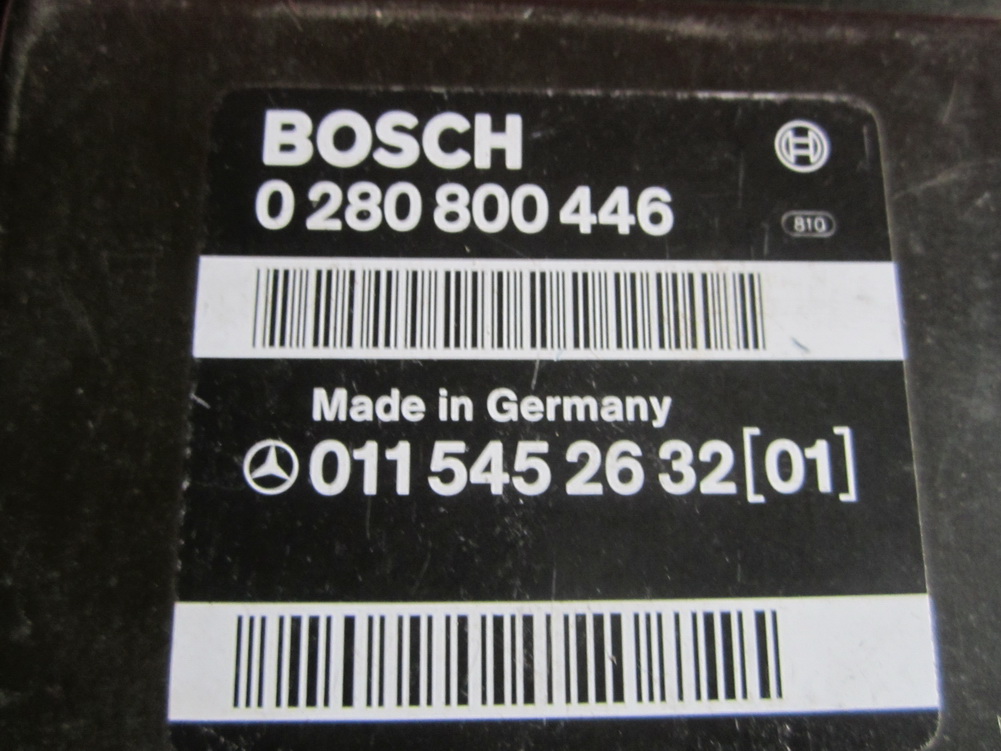 BOSCH
0 280 800 446
810
Made in Germany
011 545 26 32 [01]